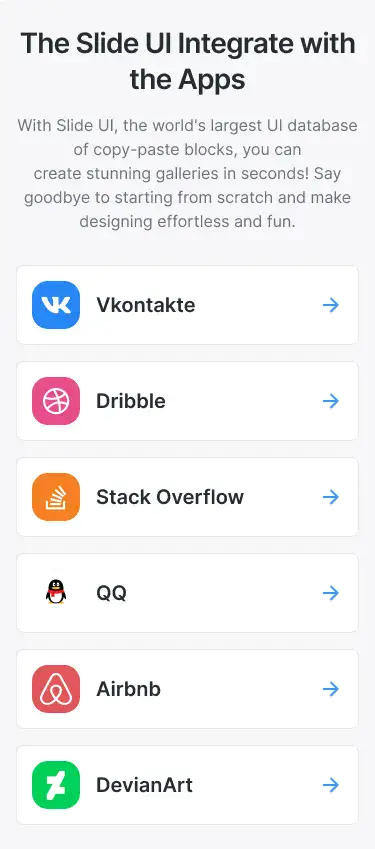 The Slide UI Integrate with
the Apps
With Slide UI, the world's largest UI database
of copy-paste blocks, you can
create stunning galleries in seconds! Say
goodbye to starting from scratch and make
designing effortless and fun.
Vkontakte
Dribble
Stack Overflow
QQ
Airbnb
DevianArt